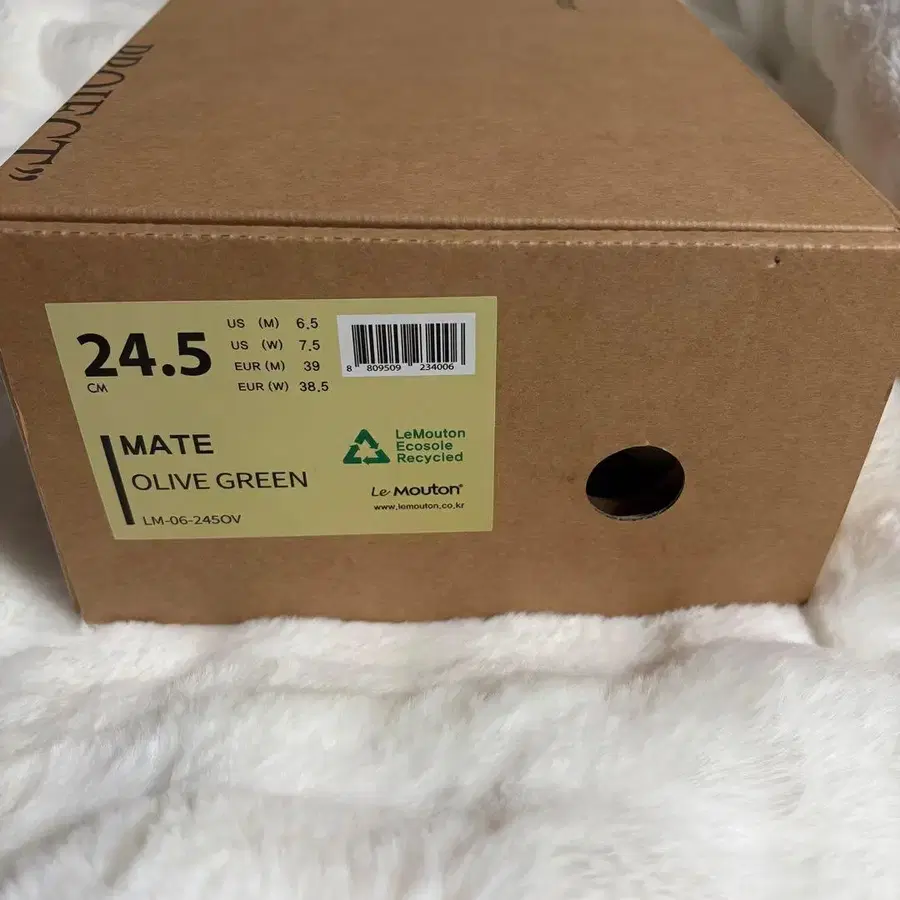 PROJECT”
24.5
CM
US (M) 6.5
US (W) 7.5
EUR (M) 39
EUR (W) 38.5
8 809509 234006
MATE
OLIVE GREEN
LM-06-245OV
LeMouton
Ecosole
Recycled
Le Mouton®
www.lemouton.co.kr